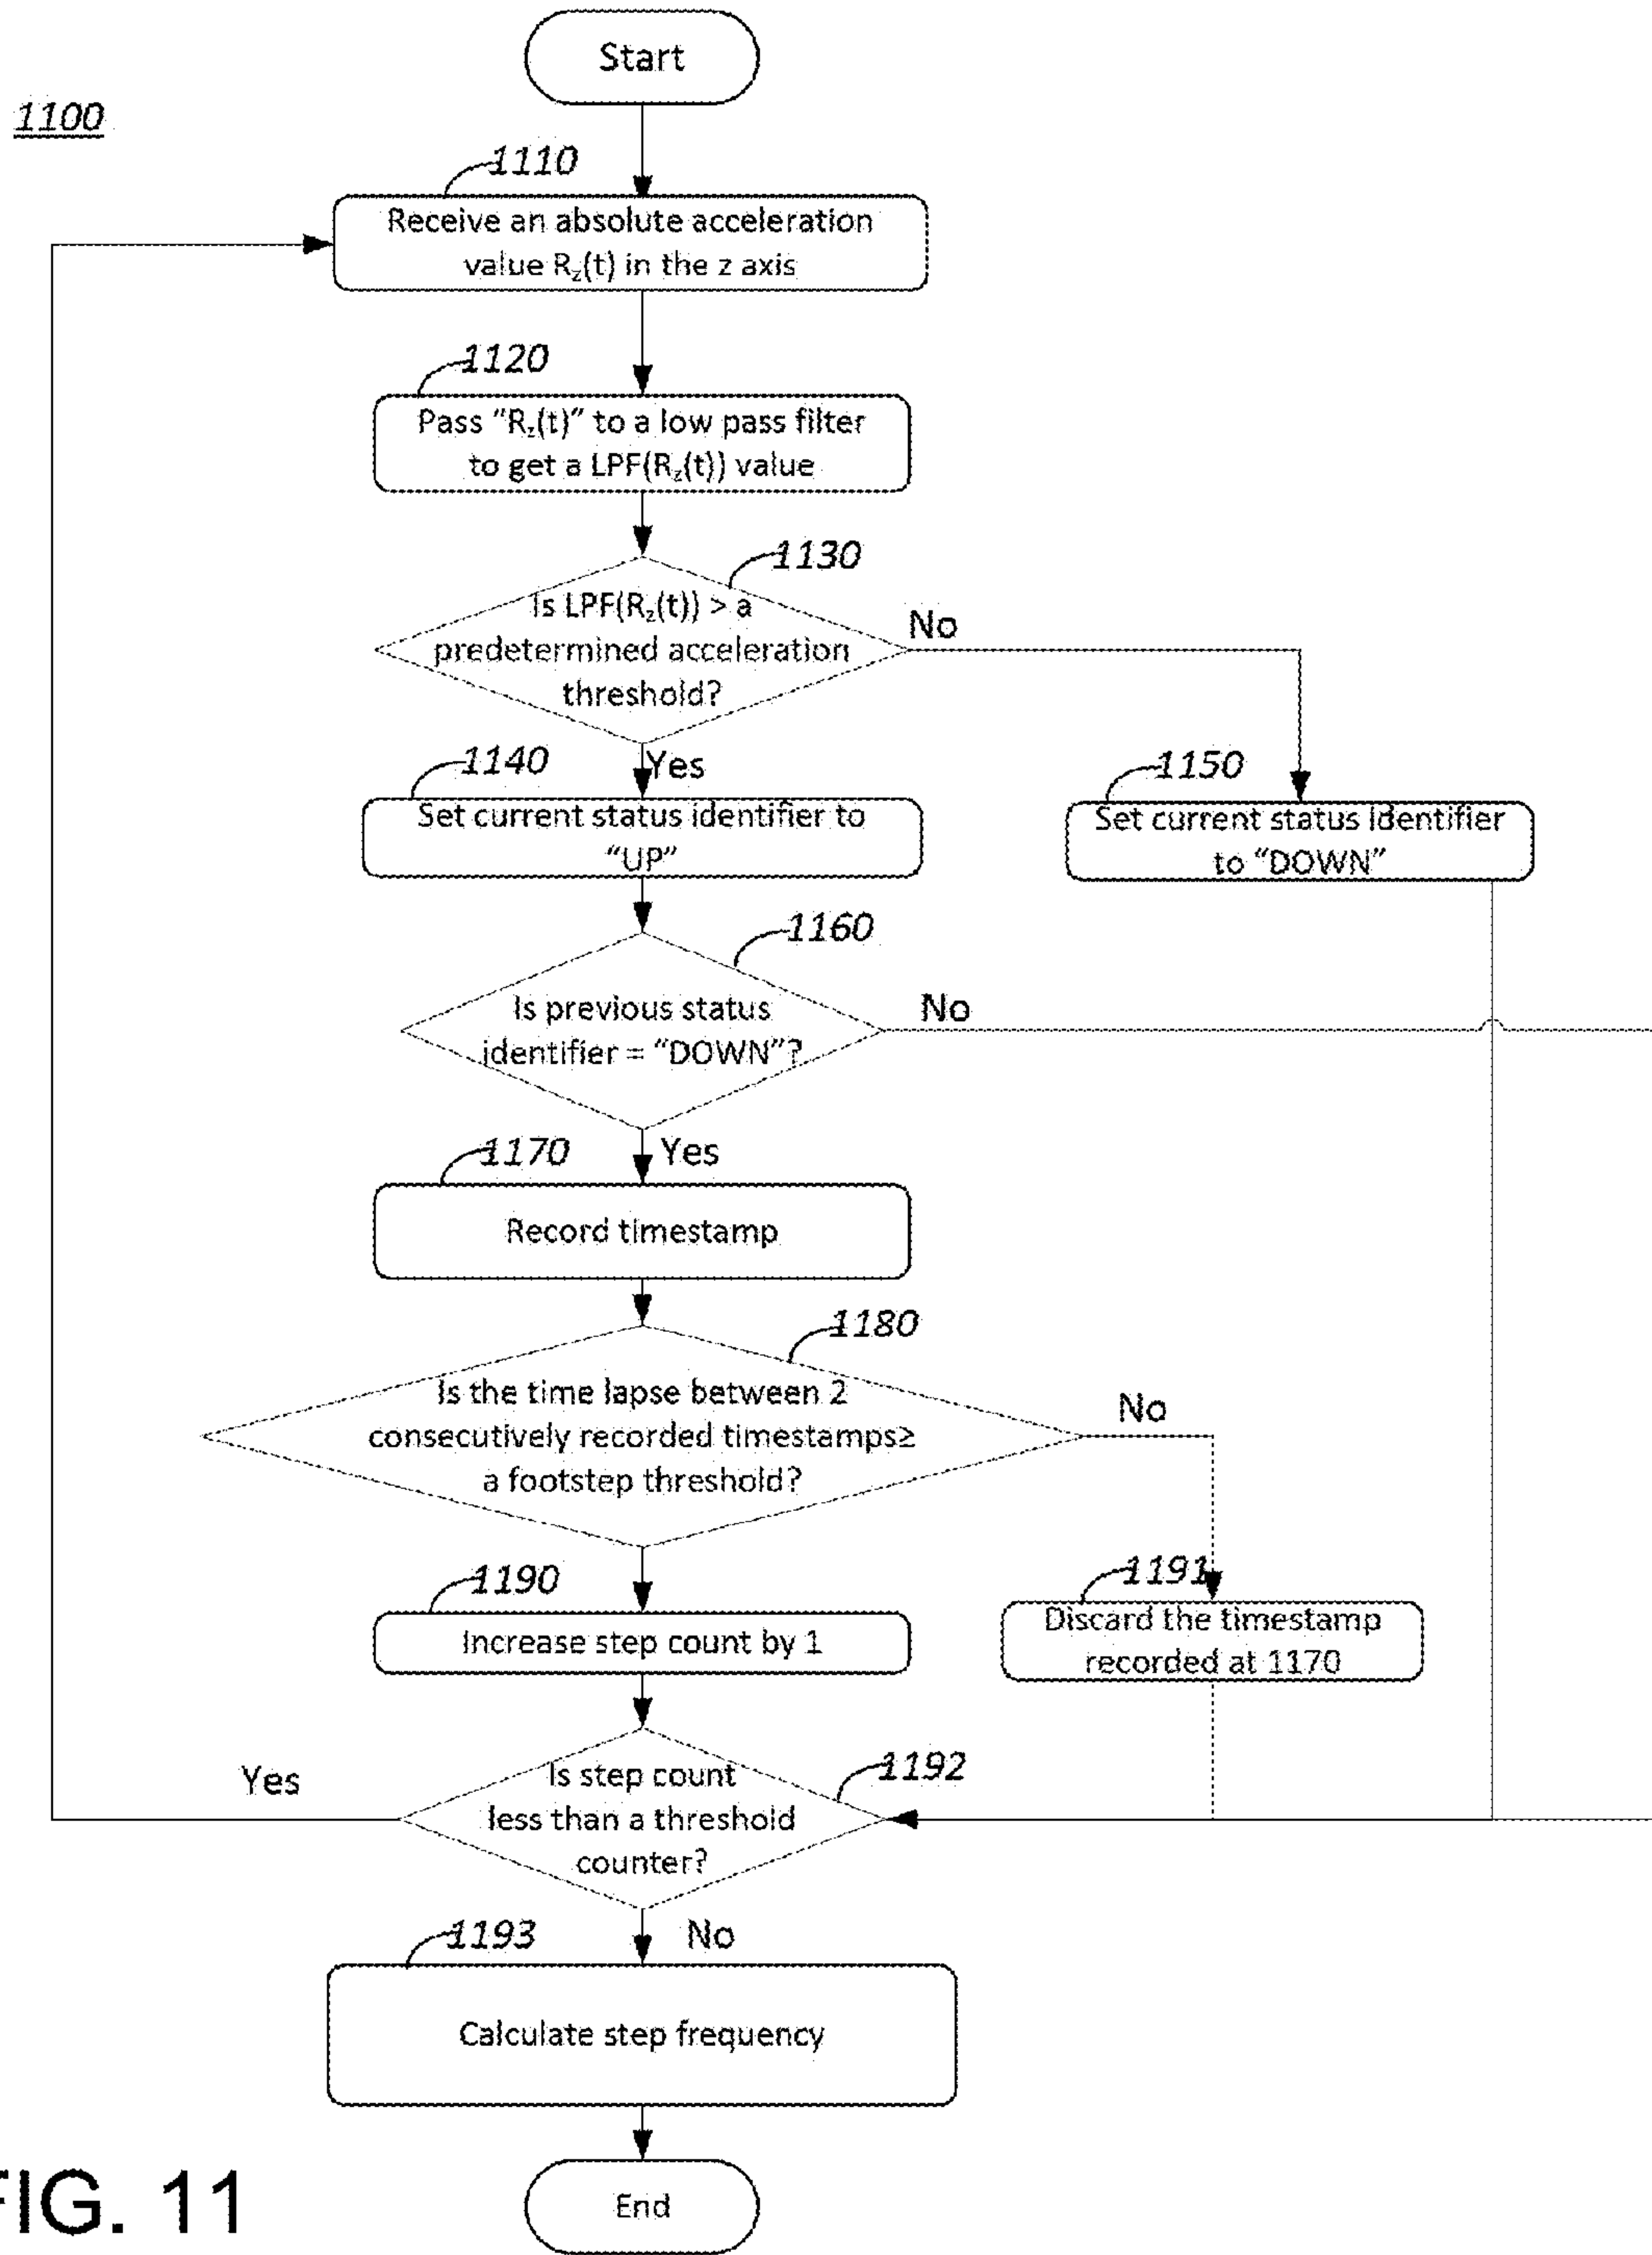 Start
1100
1110
Receive an absolute acceleration
value Rz(t) in the z axis
1120
Pass “Rz(t)” to a low pass filter
to get a LPF(Rz(t)) value
1130
Is LPF(Rz(t)) > a
predetermined acceleration
threshold?
No
Yes
1140
Set current status identifier to
“UP”
1150
Set current status identifier
to “DOWN”
1160
Is previous status
identifier = “DOWN”?
No
Yes
1170
Record timestamp
1180
Is the time lapse between 2
consecutively recorded timestamps≥
a footstep threshold?
No
1190
Increase step count by 1
1191
Discard the timestamp
recorded at 1170
1192
Is step count
less than a threshold
counter?
Yes
No
1193
Calculate step frequency
End
FIG. 11